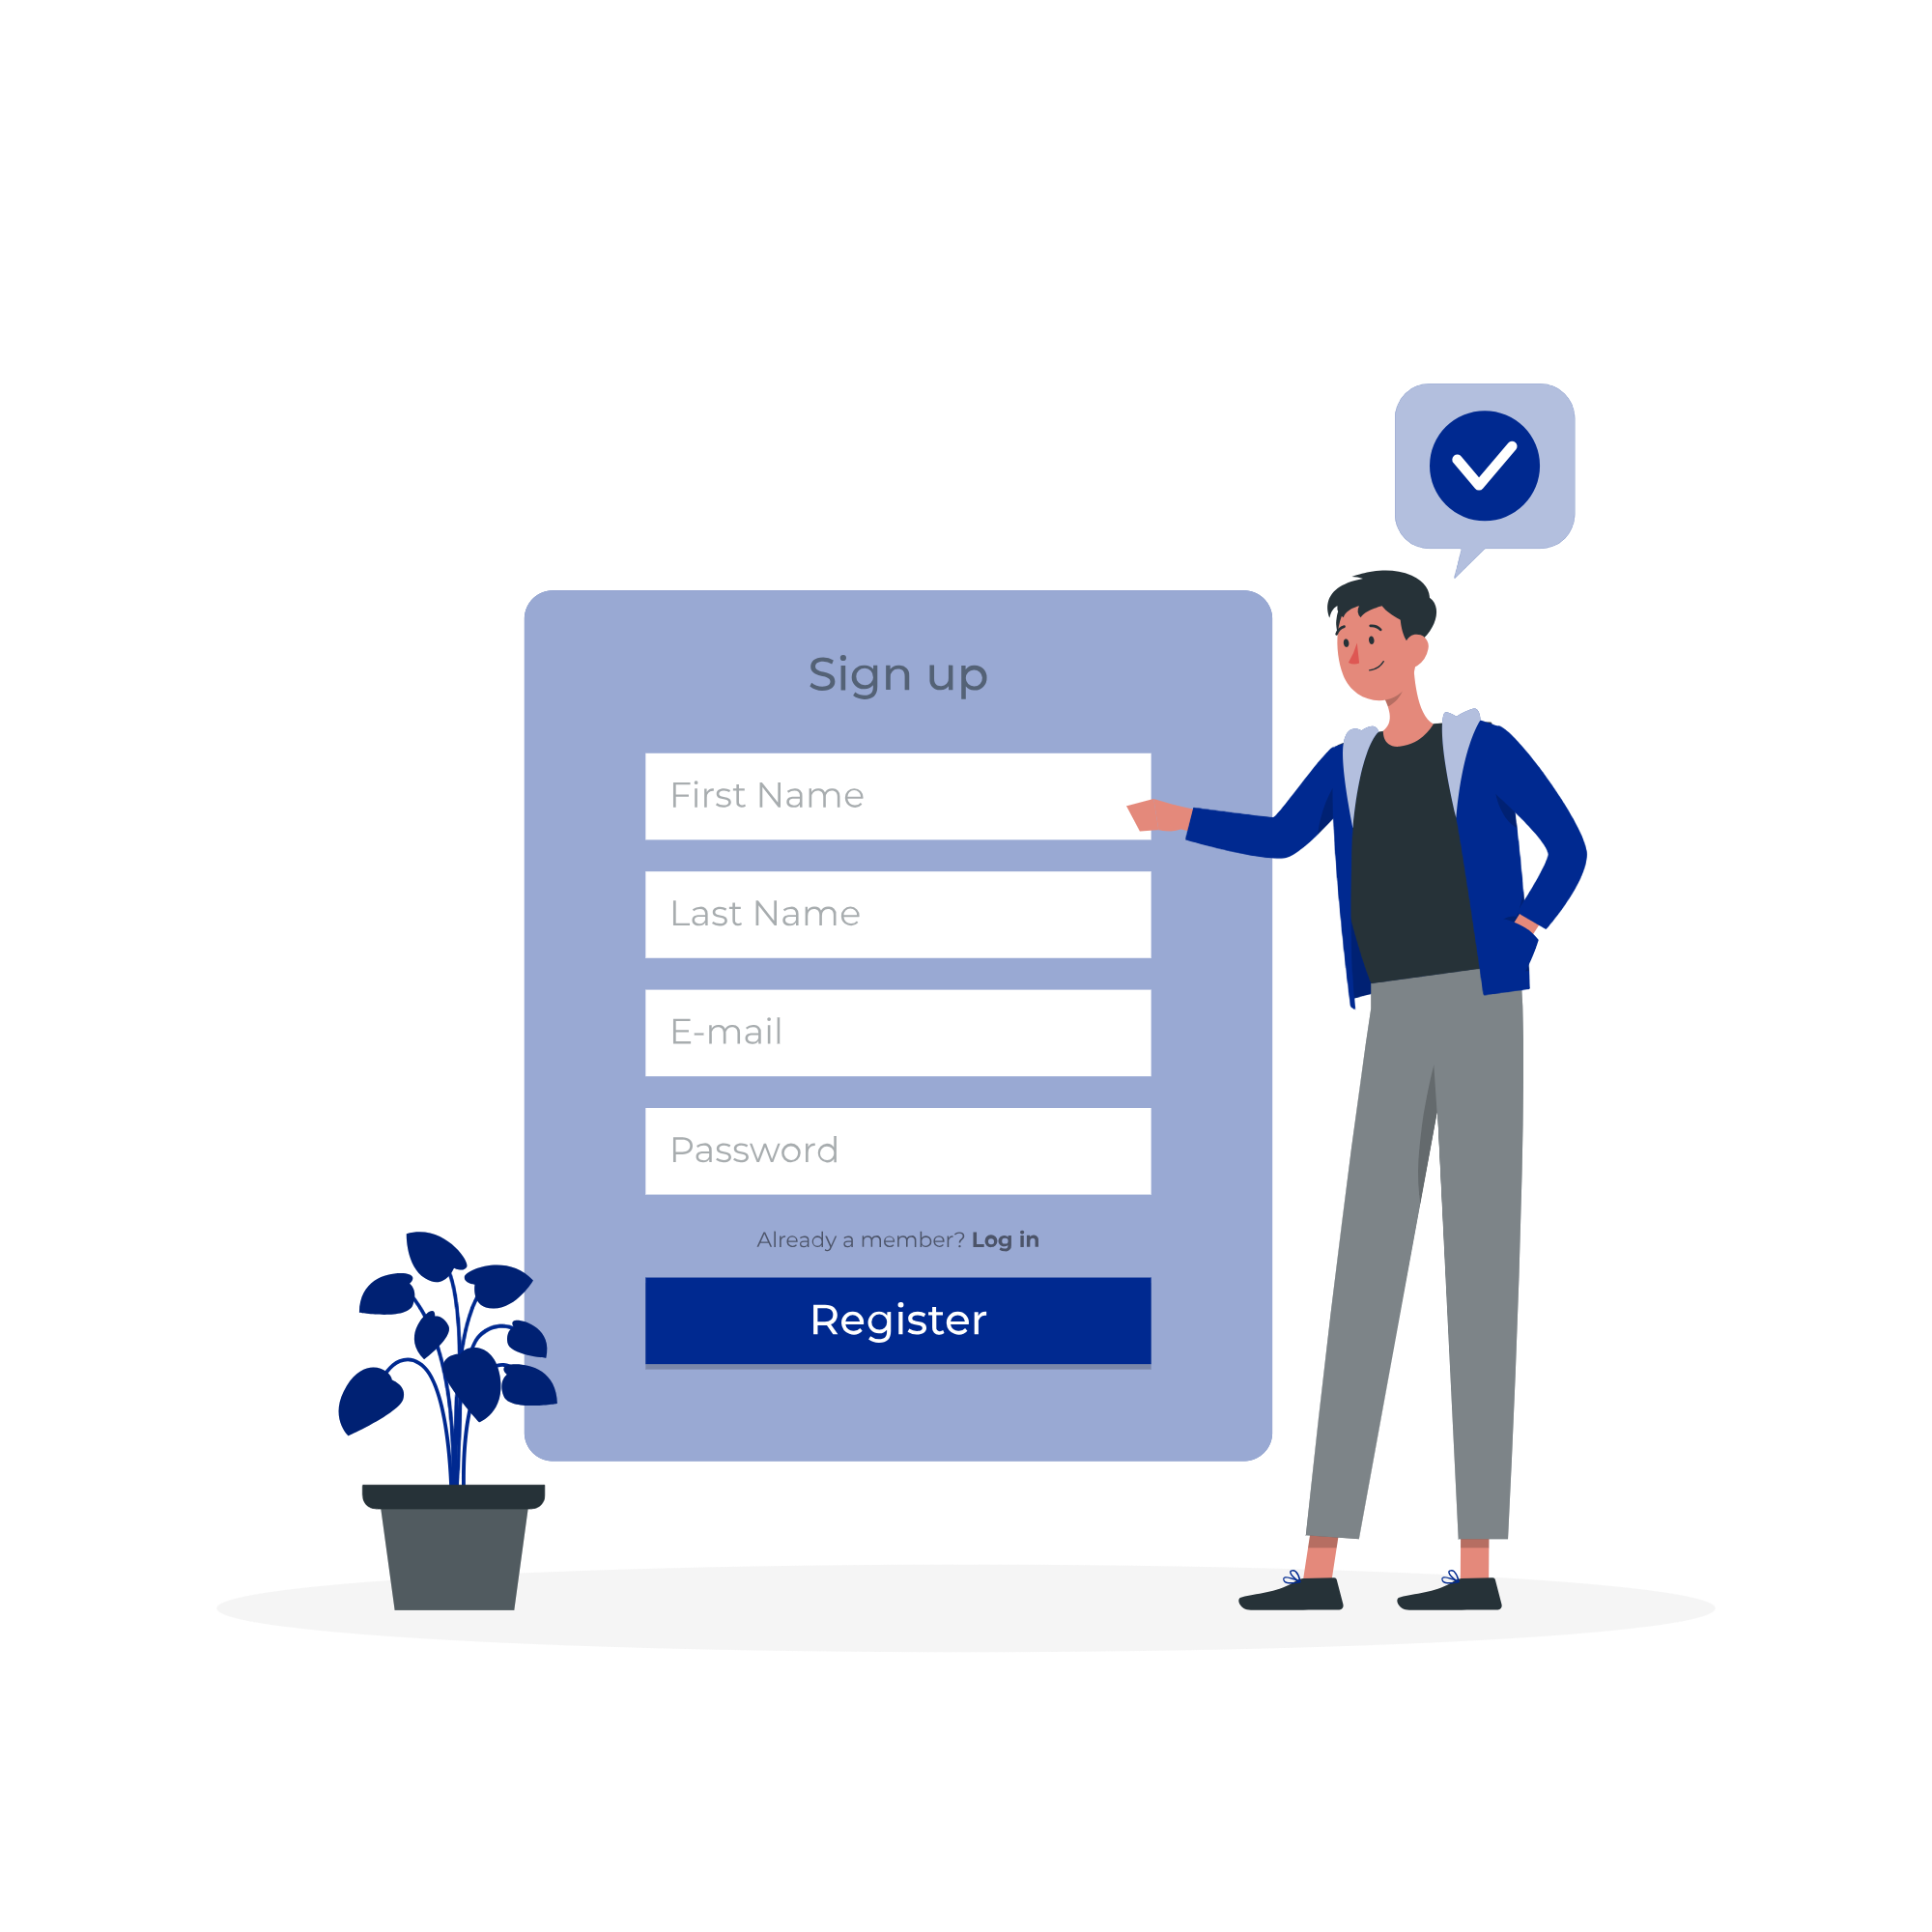 Sign up
First Name
Last Name
E-mail
Password
Already a member? Log in
Register